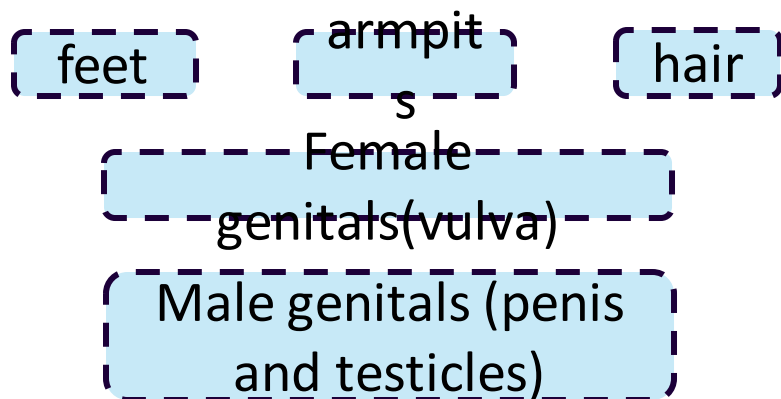 feet
armpit
s
hair
Female
genitals(vulva)
Male genitals (penis
and testicles)